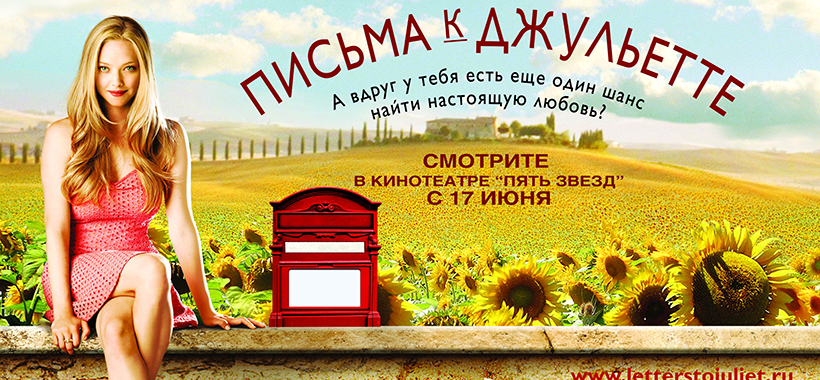 ПИСЬМА К ДЖУЛЬЕТТЕ
А вдруг у тебя есть еще один шанс
найти настоящую любовь?
СМОТРИТЕ
В КИНОТЕАТРЕ "ПЯТЬ ЗВЕЗД"
С 17 ИЮНЯ
www.letterstojuliet.ru